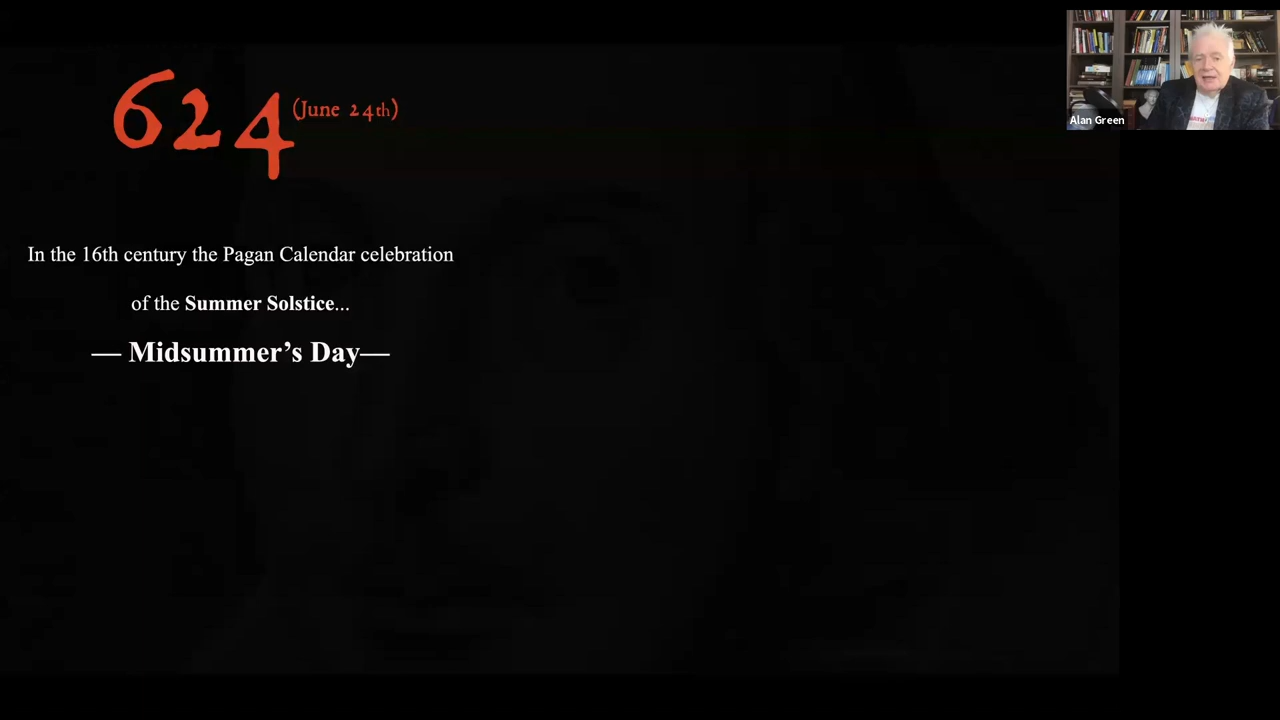 624 (June 24th)
Alan Green
In the 16th century the Pagan Calendar celebration
of the Summer Solstice...
— Midsummer’s Day—